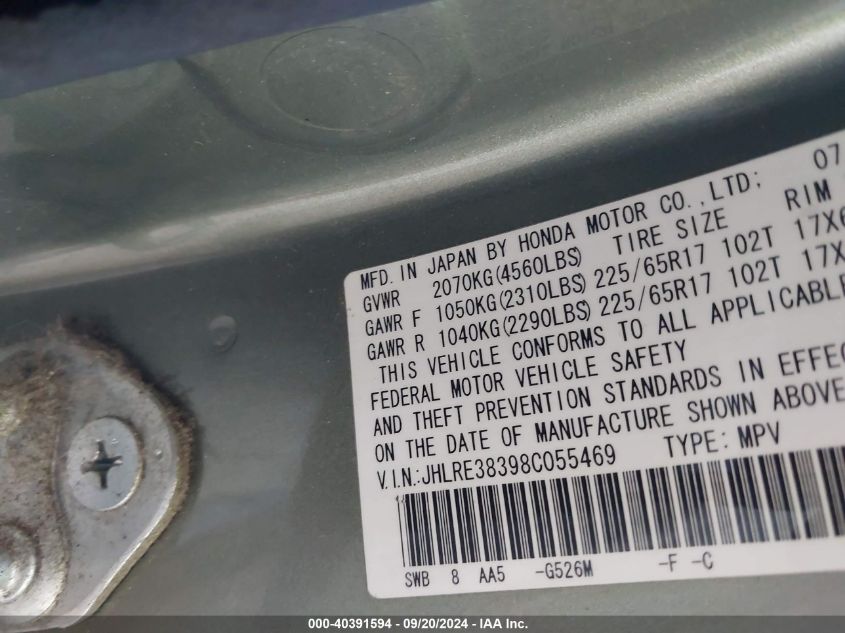 MFD. IN JAPAN BY HONDA MOTOR CO.,LTD; 07
GVWR 2070KG(4560LBS) TIRE SIZE RIM
GAWR F 1050KG(2310LBS) 225/65R17 102T 17X6
GAWR R 1040KG(2290LBS) 225/65R17 102T 17X
THIS VEHICLE CONFORMS TO ALL APPLICABLE
FEDERAL MOTOR VEHICLE SAFETY
AND THEFT PREVENTION STANDARDS IN EFFEC
ON THE DATE OF MANUFACTURE SHOWN ABOVE
V.I.N.:JHLRE38398C055469 TYPE: MPV
SWB 8 AA5 -G526M -F -C
000-40391594 - 09/20/2024 - IAA Inc.